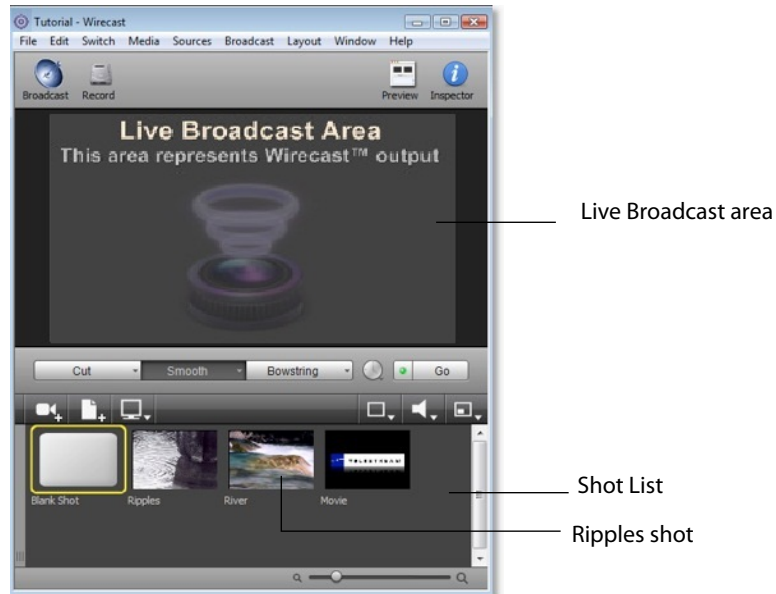 Tutorial - Wirecast
File Edit Switch Media Sources Broadcast Layout Window Help
Broadcast Record Preview Inspector
Live Broadcast Area
This area represents Wirecast™ output
Live Broadcast area
Cut Smooth Bowstring Go
TELESTREAM
Blank Shot Ripples River Movie
Shot List
Ripples shot